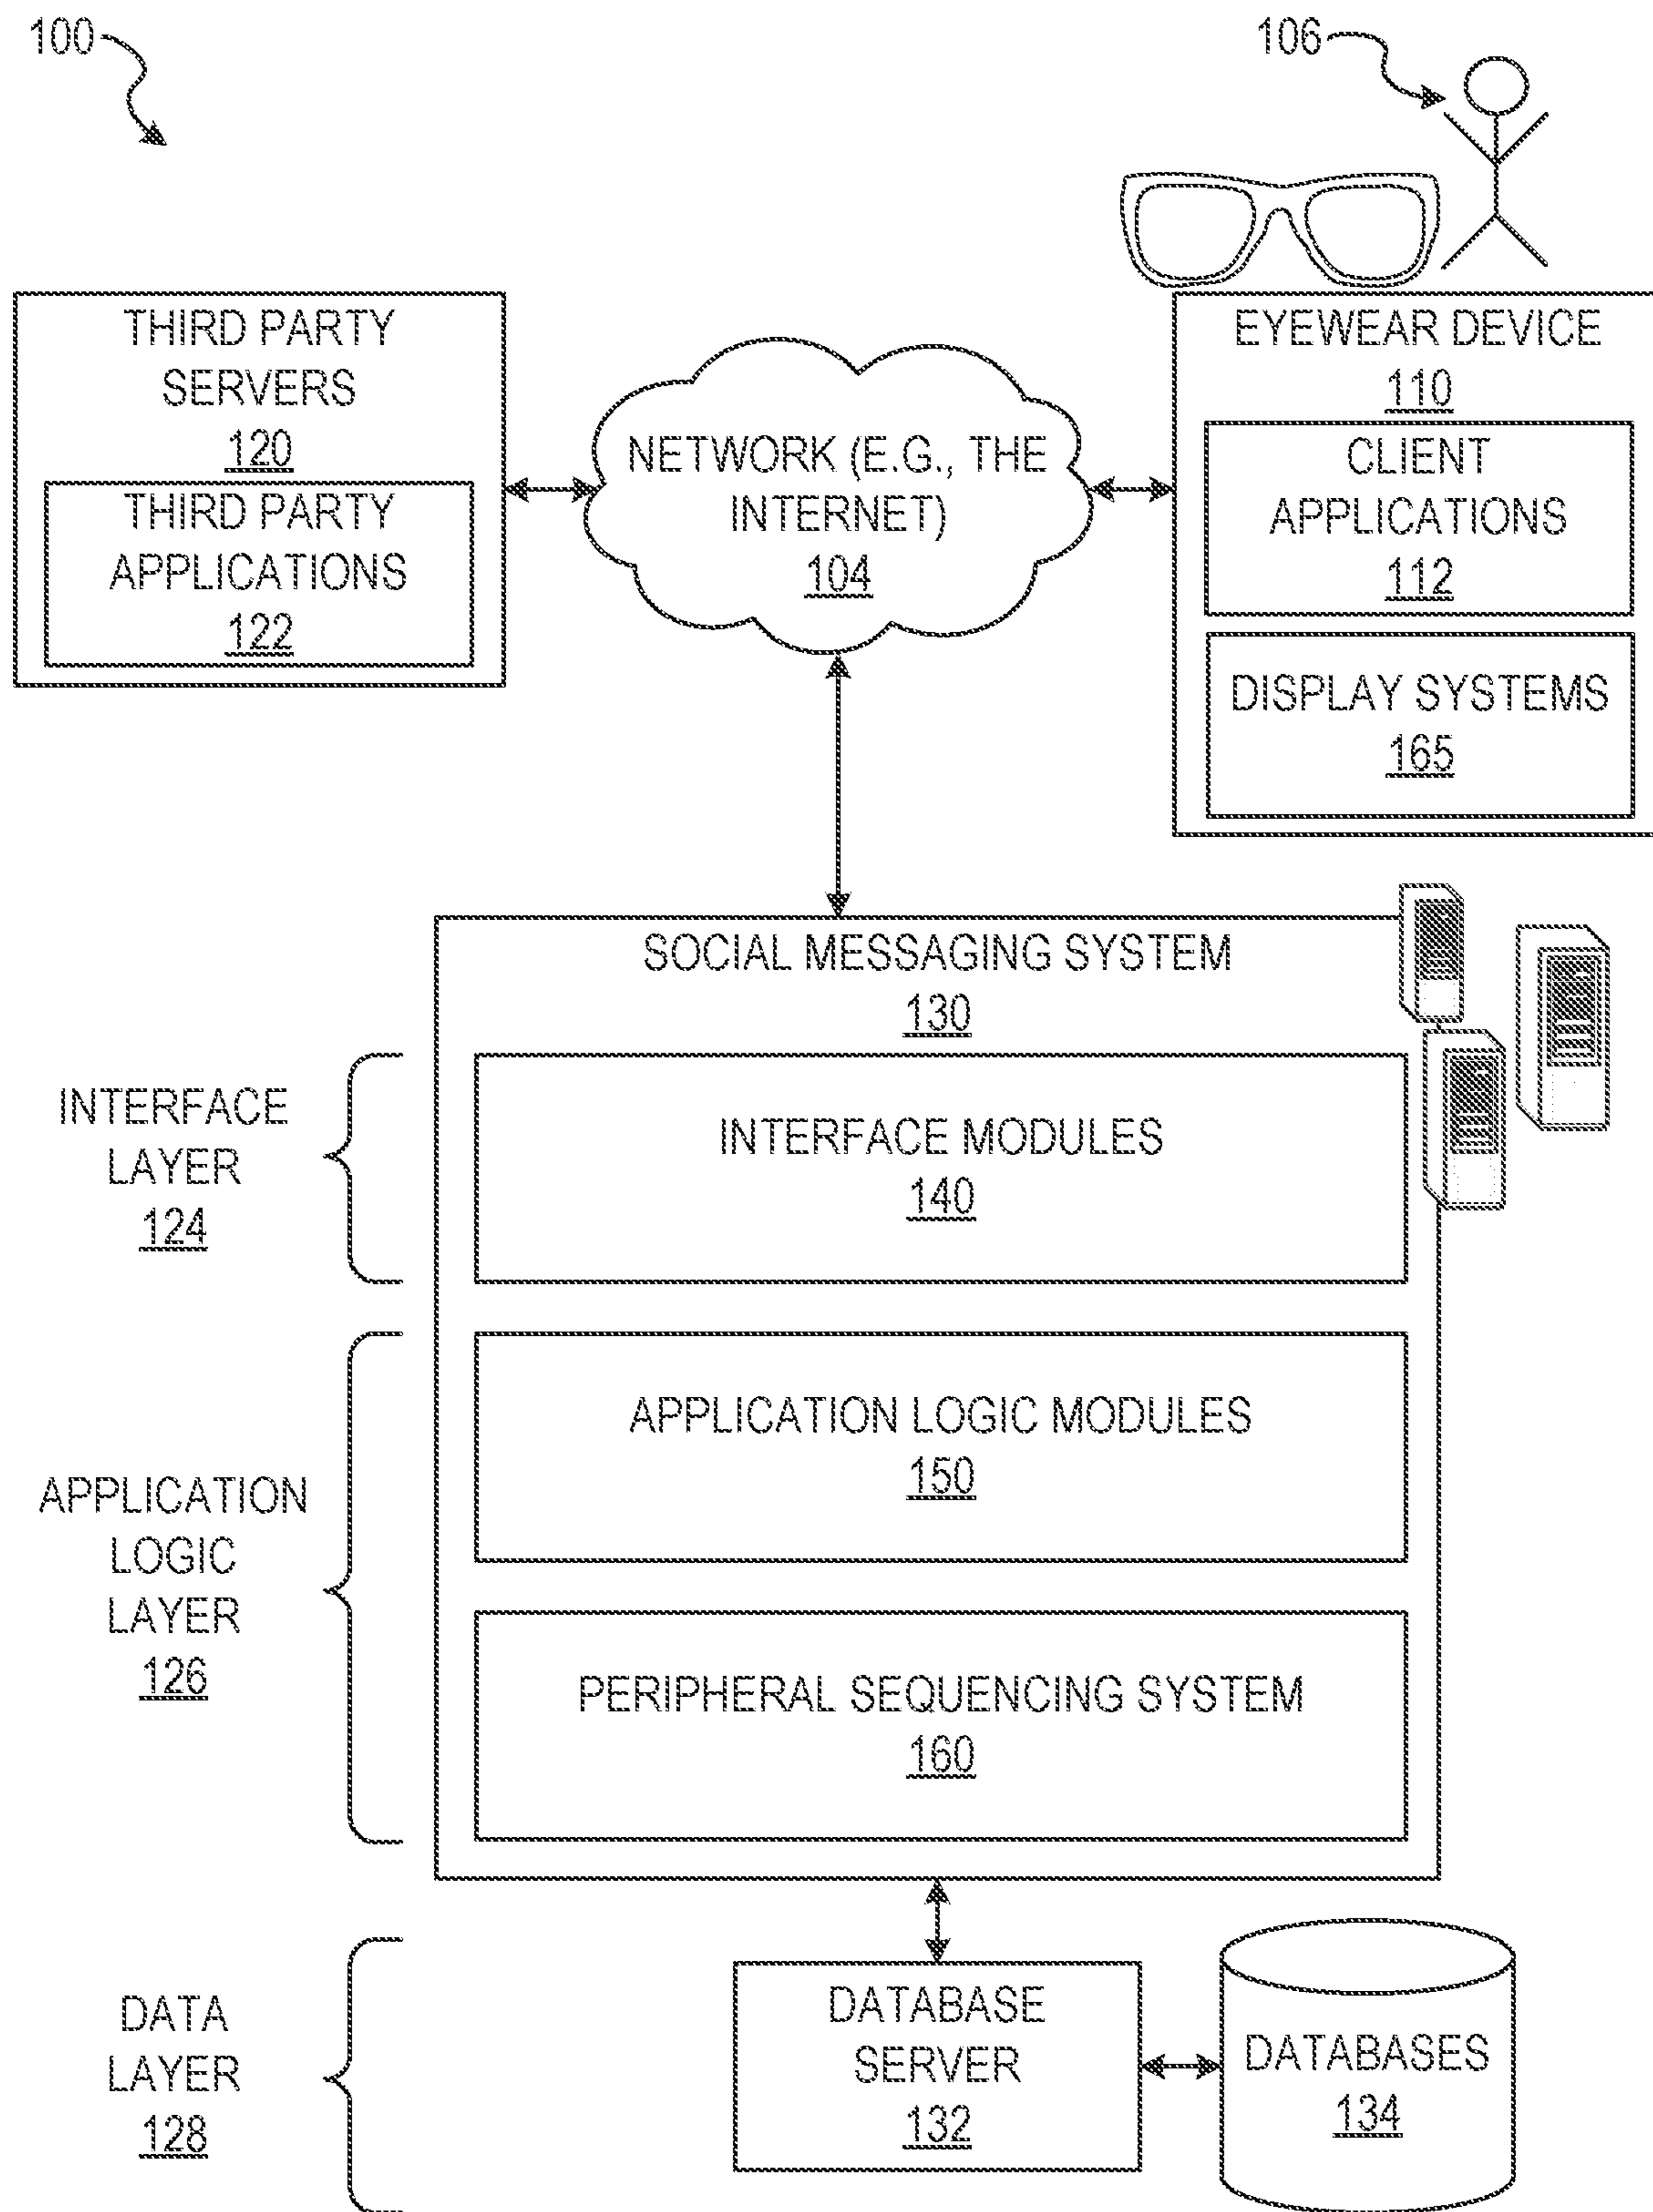 100
106
THIRD PARTY
SERVERS
120
THIRD PARTY
APPLICATIONS
122
NETWORK (E.G., THE
INTERNET)
104
EYEWEAR DEVICE
110
CLIENT
APPLICATIONS
112
DISPLAY SYSTEMS
165
SOCIAL MESSAGING SYSTEM
130
INTERFACE
LAYER
124
INTERFACE MODULES
140
APPLICATION
LOGIC
LAYER
126
APPLICATION LOGIC MODULES
150
PERIPHERAL SEQUENCING SYSTEM
160
DATA
LAYER
128
DATABASE
SERVER
132
DATABASES
134